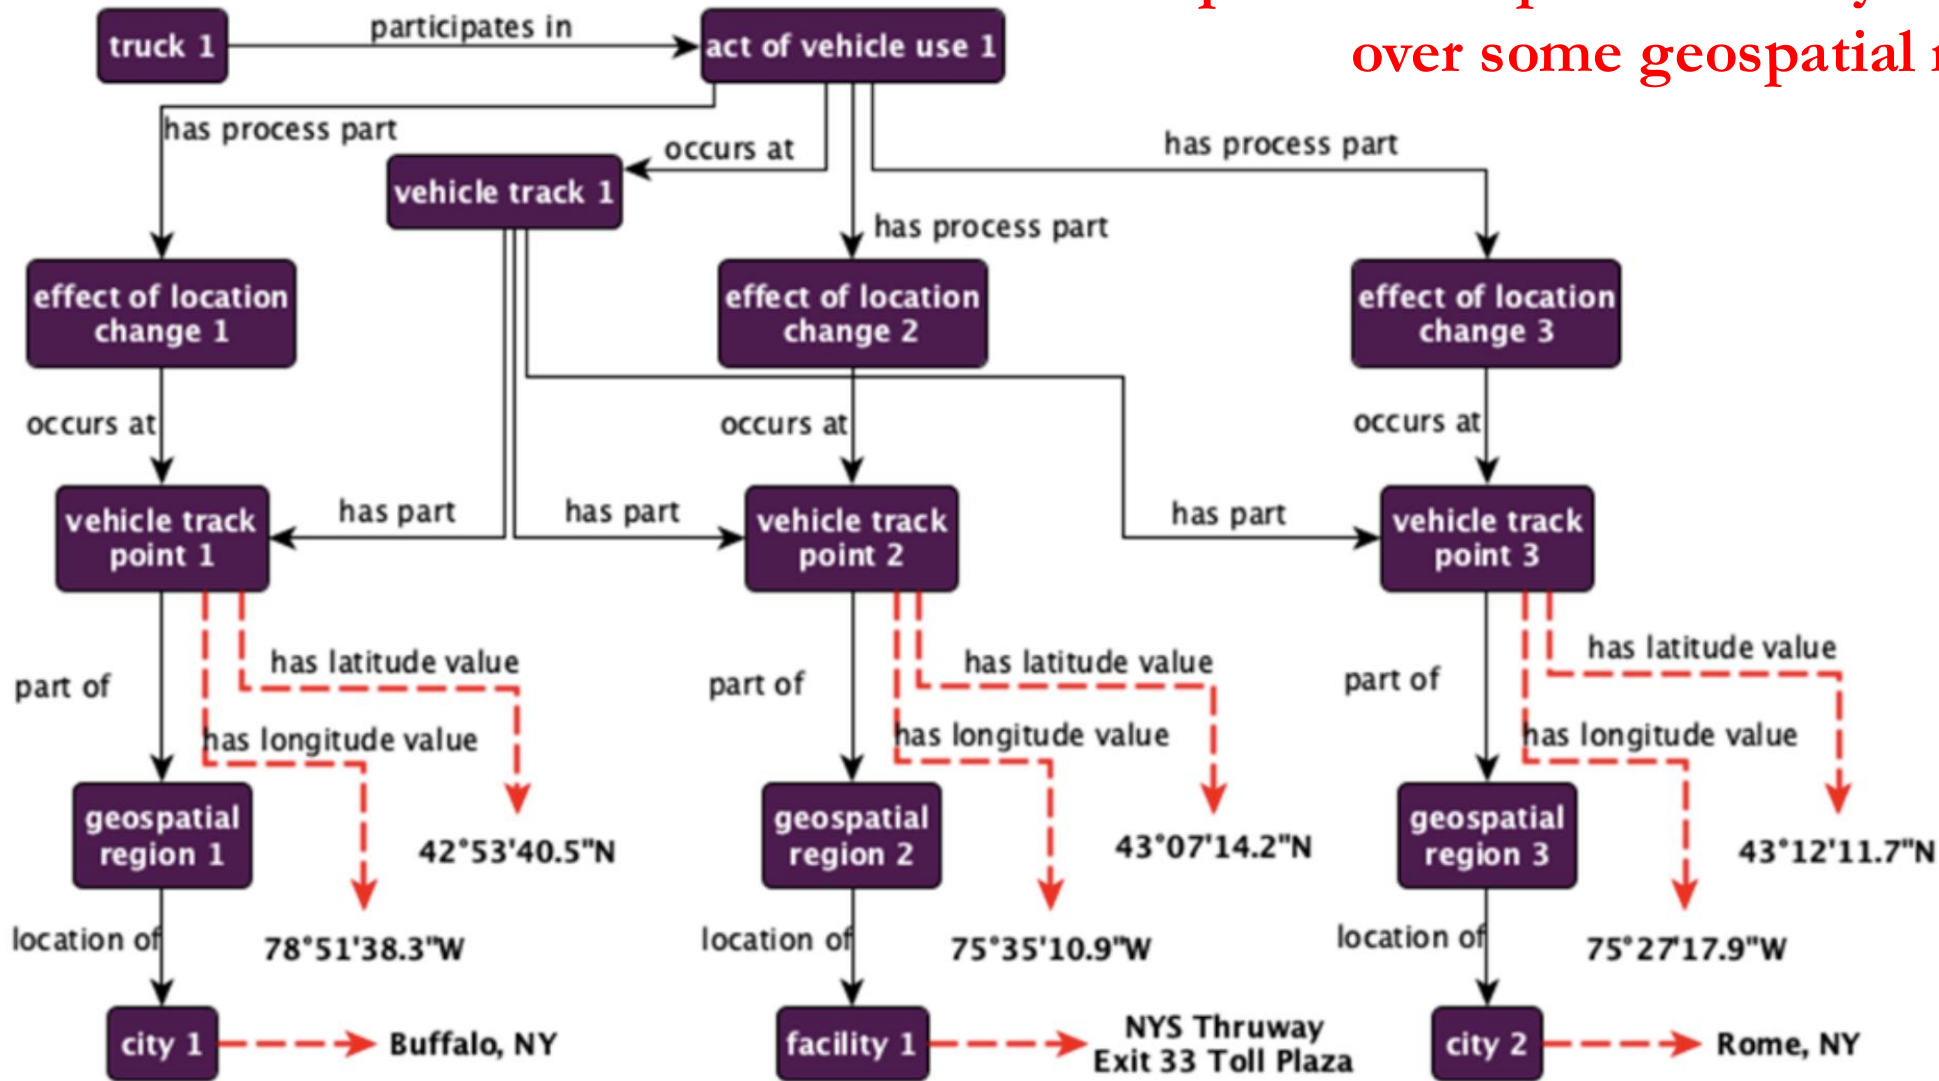 over some geospatial
truck 1
participates in
act of vehicle use 1
has process part
occurs at
has process part
vehicle track 1
has process part
effect of location
change 1
effect of location
change 2
effect of location
change 3
occurs at
occurs at
occurs at
vehicle track
point 1
has part
has part
vehicle track
point 2
has part
vehicle track
point 3
part of
has latitude value
has longitude value
part of
has latitude value
has longitude value
part of
has latitude value
has longitude value
geospatial
region 1
42°53'40.5"N
geospatial
region 2
43°07'14.2"N
geospatial
region 3
43°12'11.7"N
location of
78°51'38.3"W
location of
75°35'10.9"W
location of
75°27'17.9"W
city 1
Buffalo, NY
facility 1
NYS Thruway
Exit 33 Toll Plaza
city 2
Rome, NY